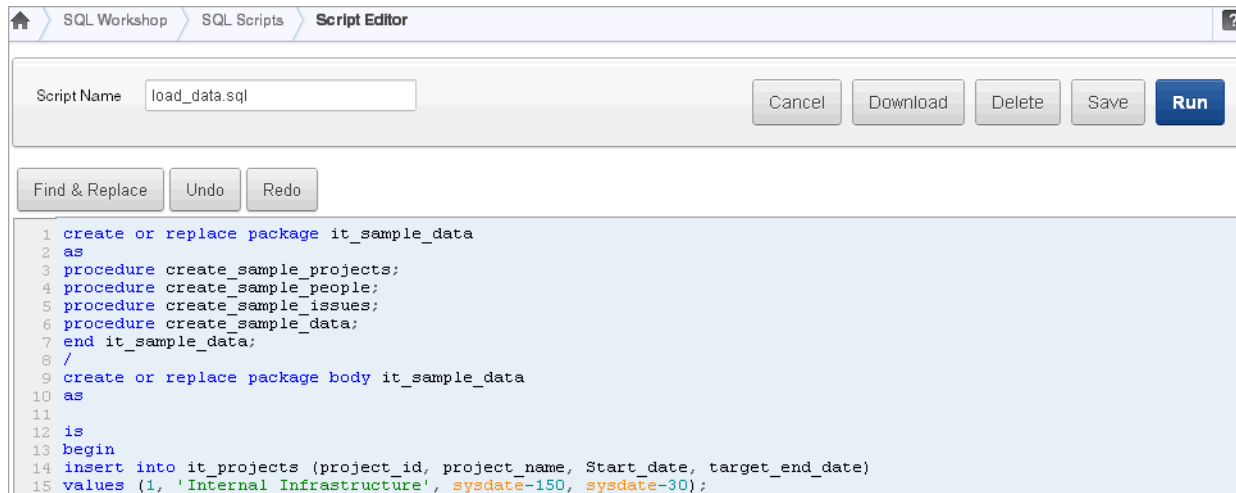 SQL Workshop SQL Scripts Script Editor ?
Script Name load_data.sql Cancel Download Delete Save Run
Find & Replace Undo Redo
1 create or replace package it_sample_data
2 as
3 procedure create_sample_projects;
4 procedure create_sample_people;
5 procedure create_sample_issues;
6 procedure create_sample_data;
7 end it_sample_data;
8 /
9 create or replace package body it_sample_data
10 as
11
12 is
13 begin
14 insert into it_projects (project_id, project_name, Start_date, target_end_date)
15 values (1, 'Internal Infrastructure', sysdate-150, sysdate-30);